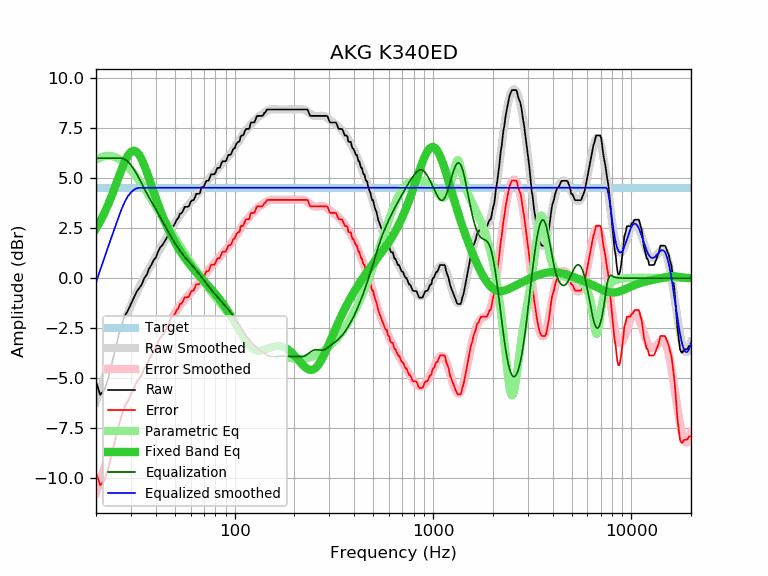 AKG K340ED
10.0
7.5
5.0
2.5
0.0
−2.5
−5.0
−7.5
−10.0
Amplitude (dBr)
Target
Raw Smoothed
Error Smoothed
Raw
Error
Parametric Eq
Fixed Band Eq
Equalization
Equalized smoothed
100
1000
10000
Frequency (Hz)